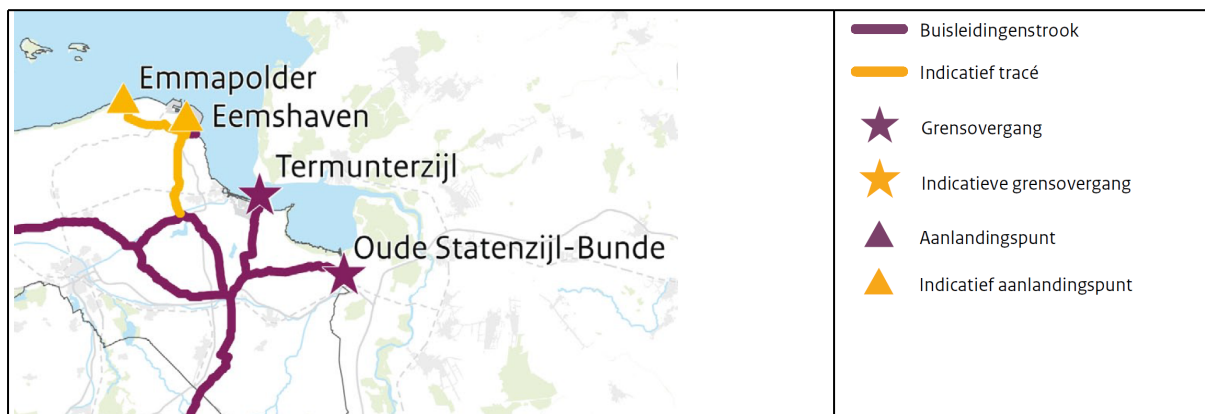 Emmapolder
Eemshaven
Termunterzijl
Oude Statenzijl-Bunde
Buisleidingenstrook
Indicatief tracé
Grensovergang
Indicatieve grensovergang
Aanlandingspunt
Indicatief aanlandingspunt